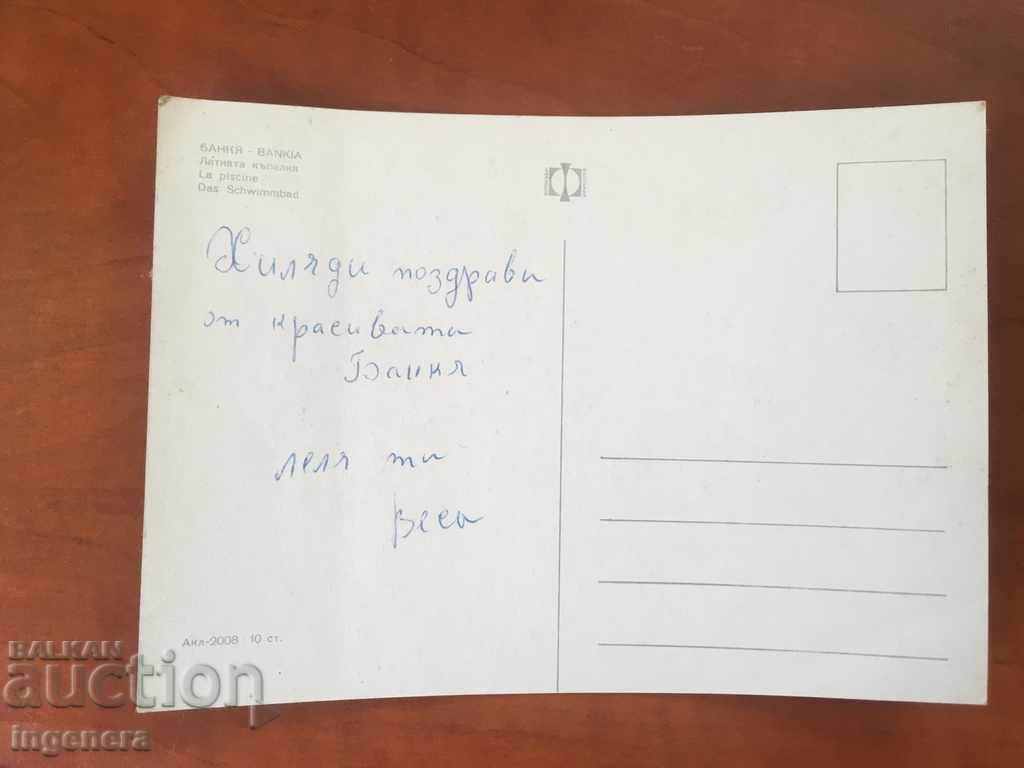 БАНКЯ - BANKIA
Лятната къпалня
La piscine
Das Schwimmbad
Хиляди поздрави
от красивата
Банкя
леля ти
Веса
Акл-2008 10 ст.
BALKAN
auction
ingenera